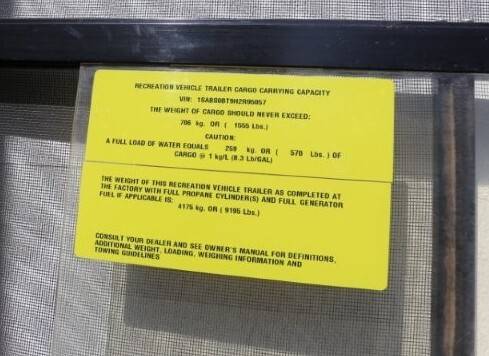 RECREATION VEHICLE TRAILER CARGO CARRYING CAPACITY
VIN: 1SABS0BT9H2R95057
THE WEIGHT OF CARGO SHOULD NEVER EXCEED:
706 kg. OR ( 1555 Lbs.)
CAUTION:
A FULL LOAD OF WATER EQUALS 259 kg. OR ( 570 Lbs. ) OF
CARGO @ 1 kg/L (8.3 Lb/GAL)
THE WEIGHT OF THIS RECREATION VEHICLE TRAILER AS COMPLETED AT
THE FACTORY WITH FULL PROPANE CYLINDER(S) AND FULL GENERATOR
FUEL IF APPLICABLE IS:
4175 kg. OR ( 9195 Lbs.)
CONSULT YOUR DEALER AND SEE OWNER'S MANUAL FOR DEFINITIONS,
ADDITIONAL WEIGHT, LOADING, WEIGHING INFORMATION AND
TOWING GUIDELINES